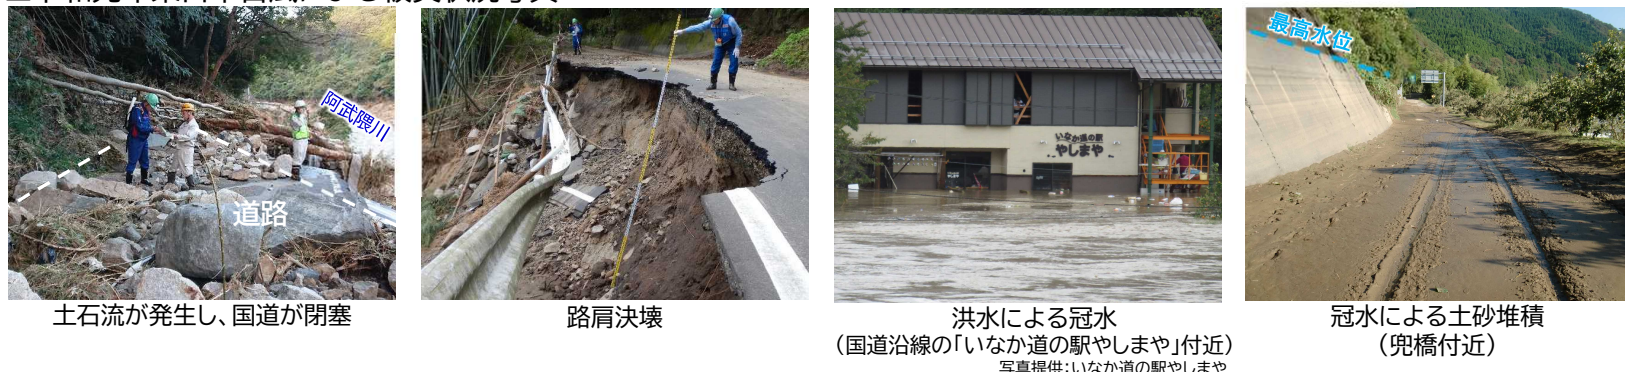 阿武隈川
道路
土石流が発生し、国道が閉塞
路肩決壊
いなか道の駅
やしまや
洪水による冠水
(国道沿線の「いなか道の駅やしまや」付近)
写真提供:いなか道の駅やしまや
最高水位
冠水による土砂堆積
(兜橋付近)